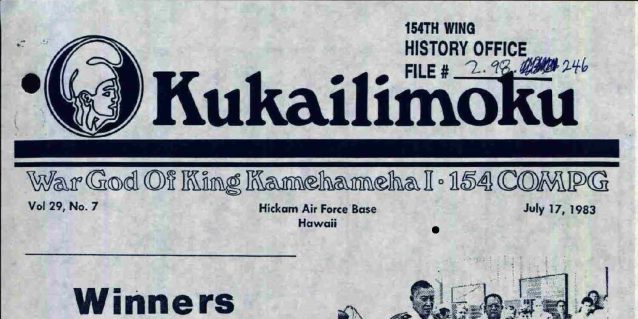 154TH WING
HISTORY OFFICE
FILE # 2.98. 246
Kukailimoku
War God Of King Kamehameha I · 154 COMPG
Vol 29, No. 7
Hickam Air Force Base
Hawaii
July 17, 1983
Winners